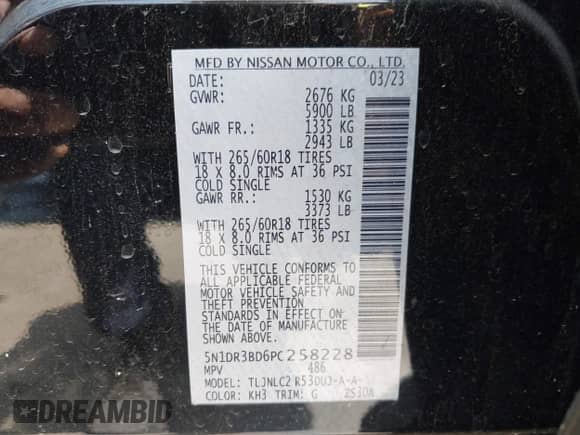 MFD BY NISSAN MOTOR CO., LTD.
DATE: 03/23
GVWR: 2676 KG
5900 LB
GAWR FR.: 1335 KG
2943 LB
WITH 265/60R18 TIRES
18 X 8.0 RIMS AT 36 PSI
COLD SINGLE
GAWR RR.: 1530 KG
3373 LB
WITH 265/60R18 TIRES
18 X 8.0 RIMS AT 36 PSI
COLD SINGLE
THIS VEHICLE CONFORMS TO
ALL APPLICABLE FEDERAL
MOTOR VEHICLE SAFETY AND
THEFT PREVENTION
STANDARDS IN EFFECT ON
THE DATE OF MANUFACTURE
SHOWN ABOVE.
5N1DR3BD6PC258228
MPV 486
MODEL: TLJNLC2
COLOR: KH3 TRIM: G
DREAMBID